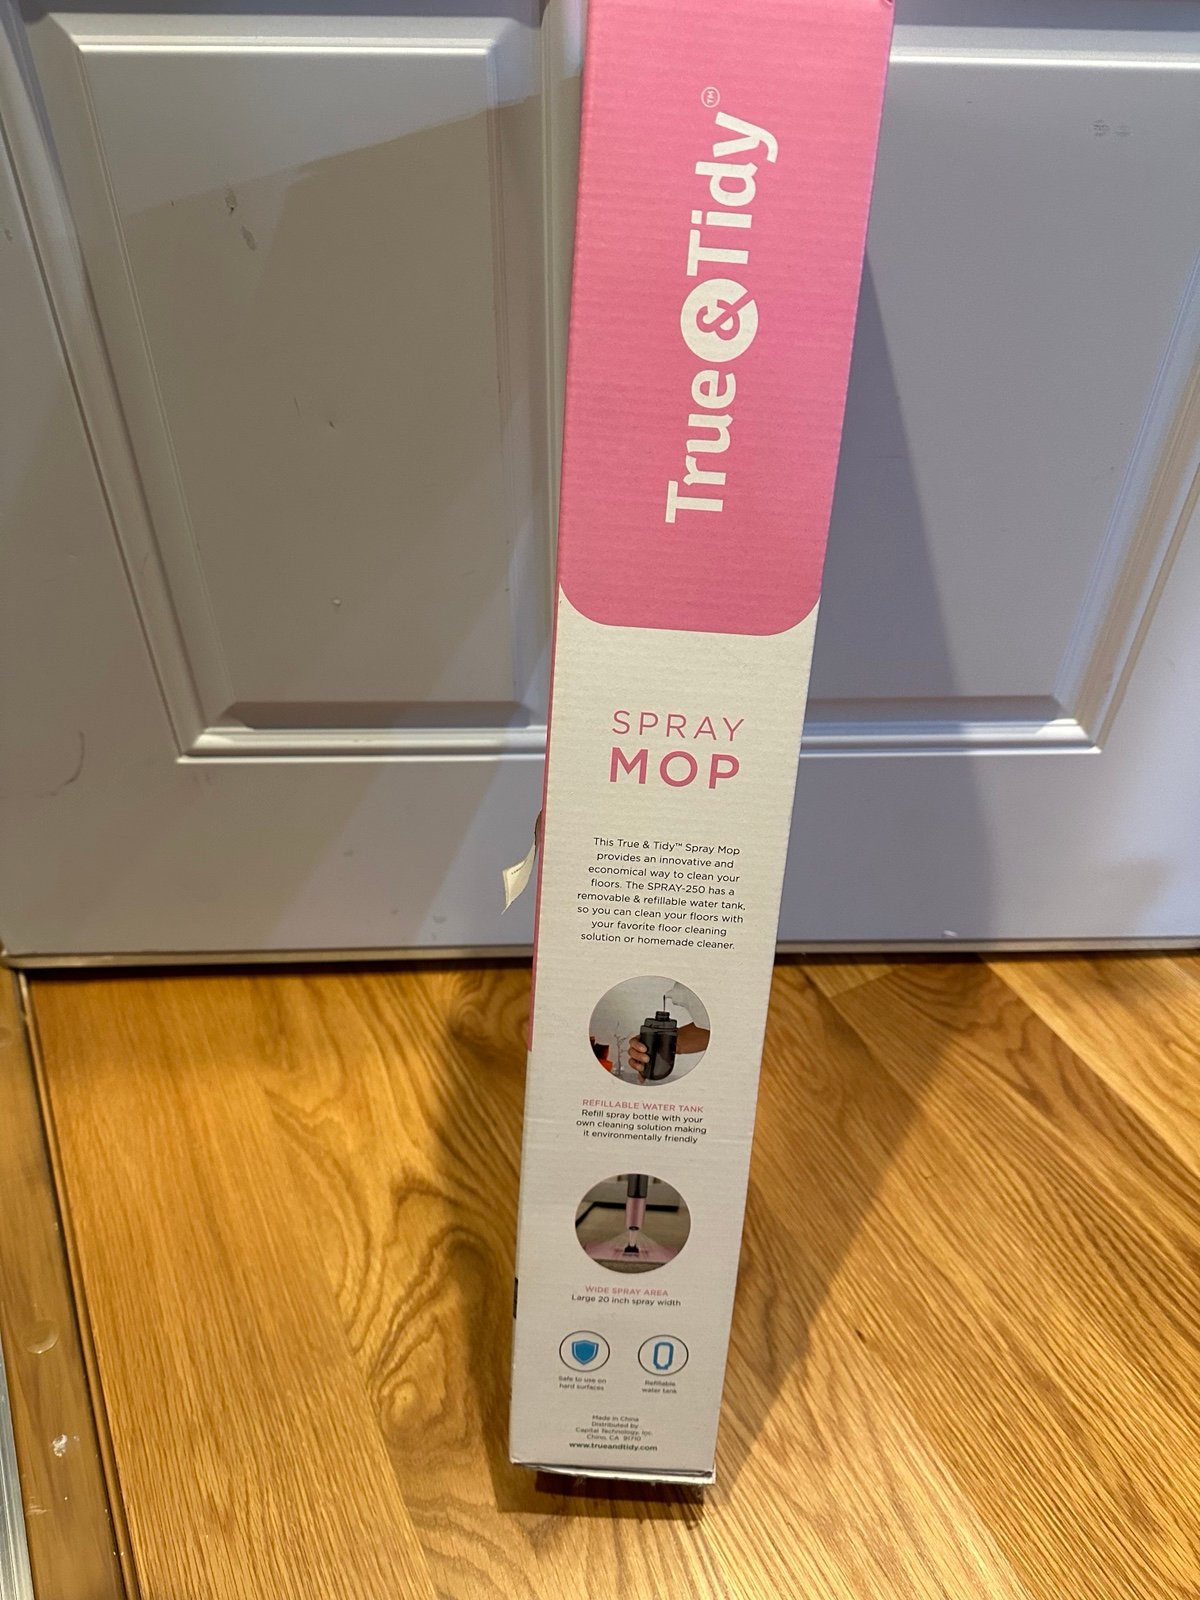 True&Tidy™
SPRAY
MOP
This True & Tidy™ Spray Mop
provides an innovative and
economical way to clean your
floors. The SPRAY-250 has a
removable & refillable water tank,
so you can clean your floors with
your favorite floor cleaning
solution or homemade cleaner.
REFILLABLE WATER TANK
Refill spray bottle with your
own cleaning solution making
it environmentally friendly
WIDE SPRAY AREA
Large 20 inch spray width
Safe to use on
hard surfaces
Refillable
water tank
Made in China
Distributed by
Capital Technology, Inc.
Chino, CA 91710
www.trueandtidy.com